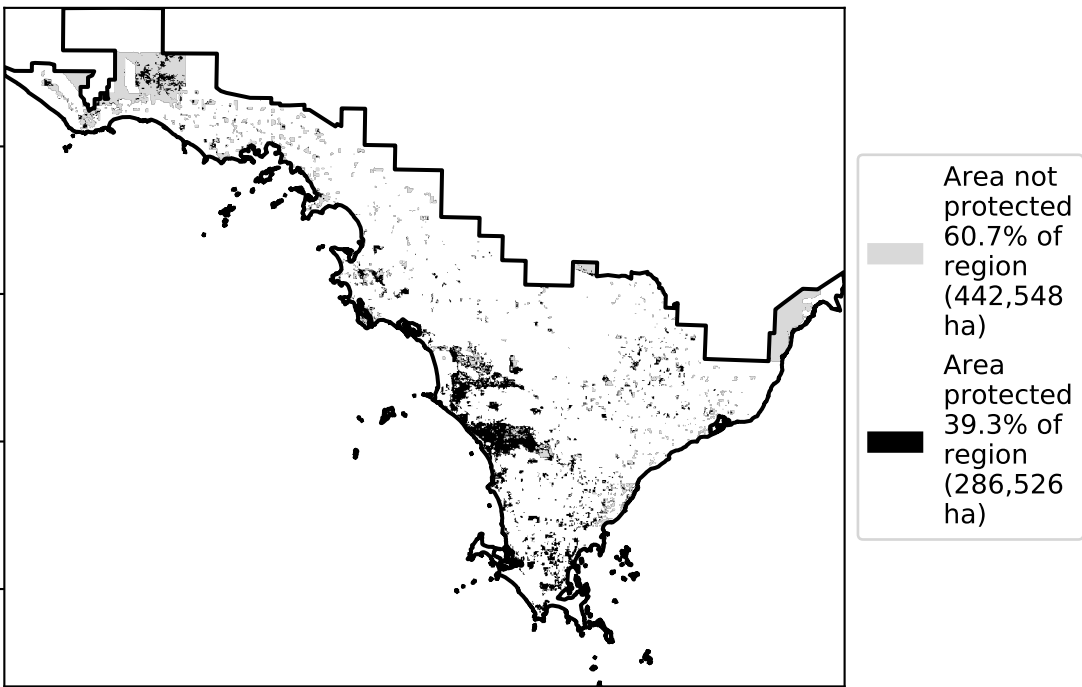 Area not
protected
60.7% of
region
(442,548
ha)
Area
protected
39.3% of
region
(286,526
ha)